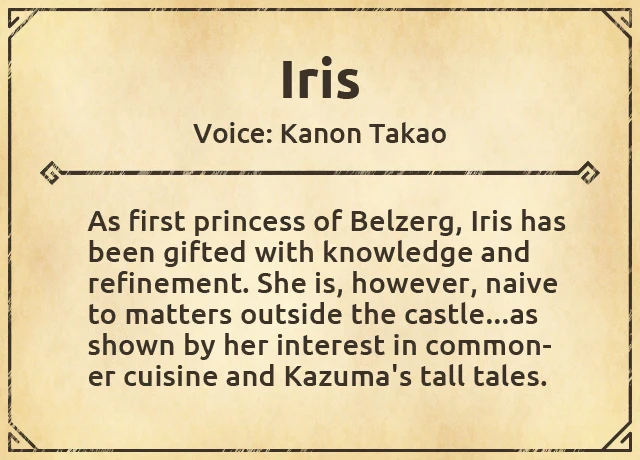 Iris
Voice: Kanon Takao
As first princess of Belzerg, Iris has
been gifted with knowledge and
refinement. She is, however, naive
to matters outside the castle...as
shown by her interest in common-
er cuisine and Kazuma's tall tales.